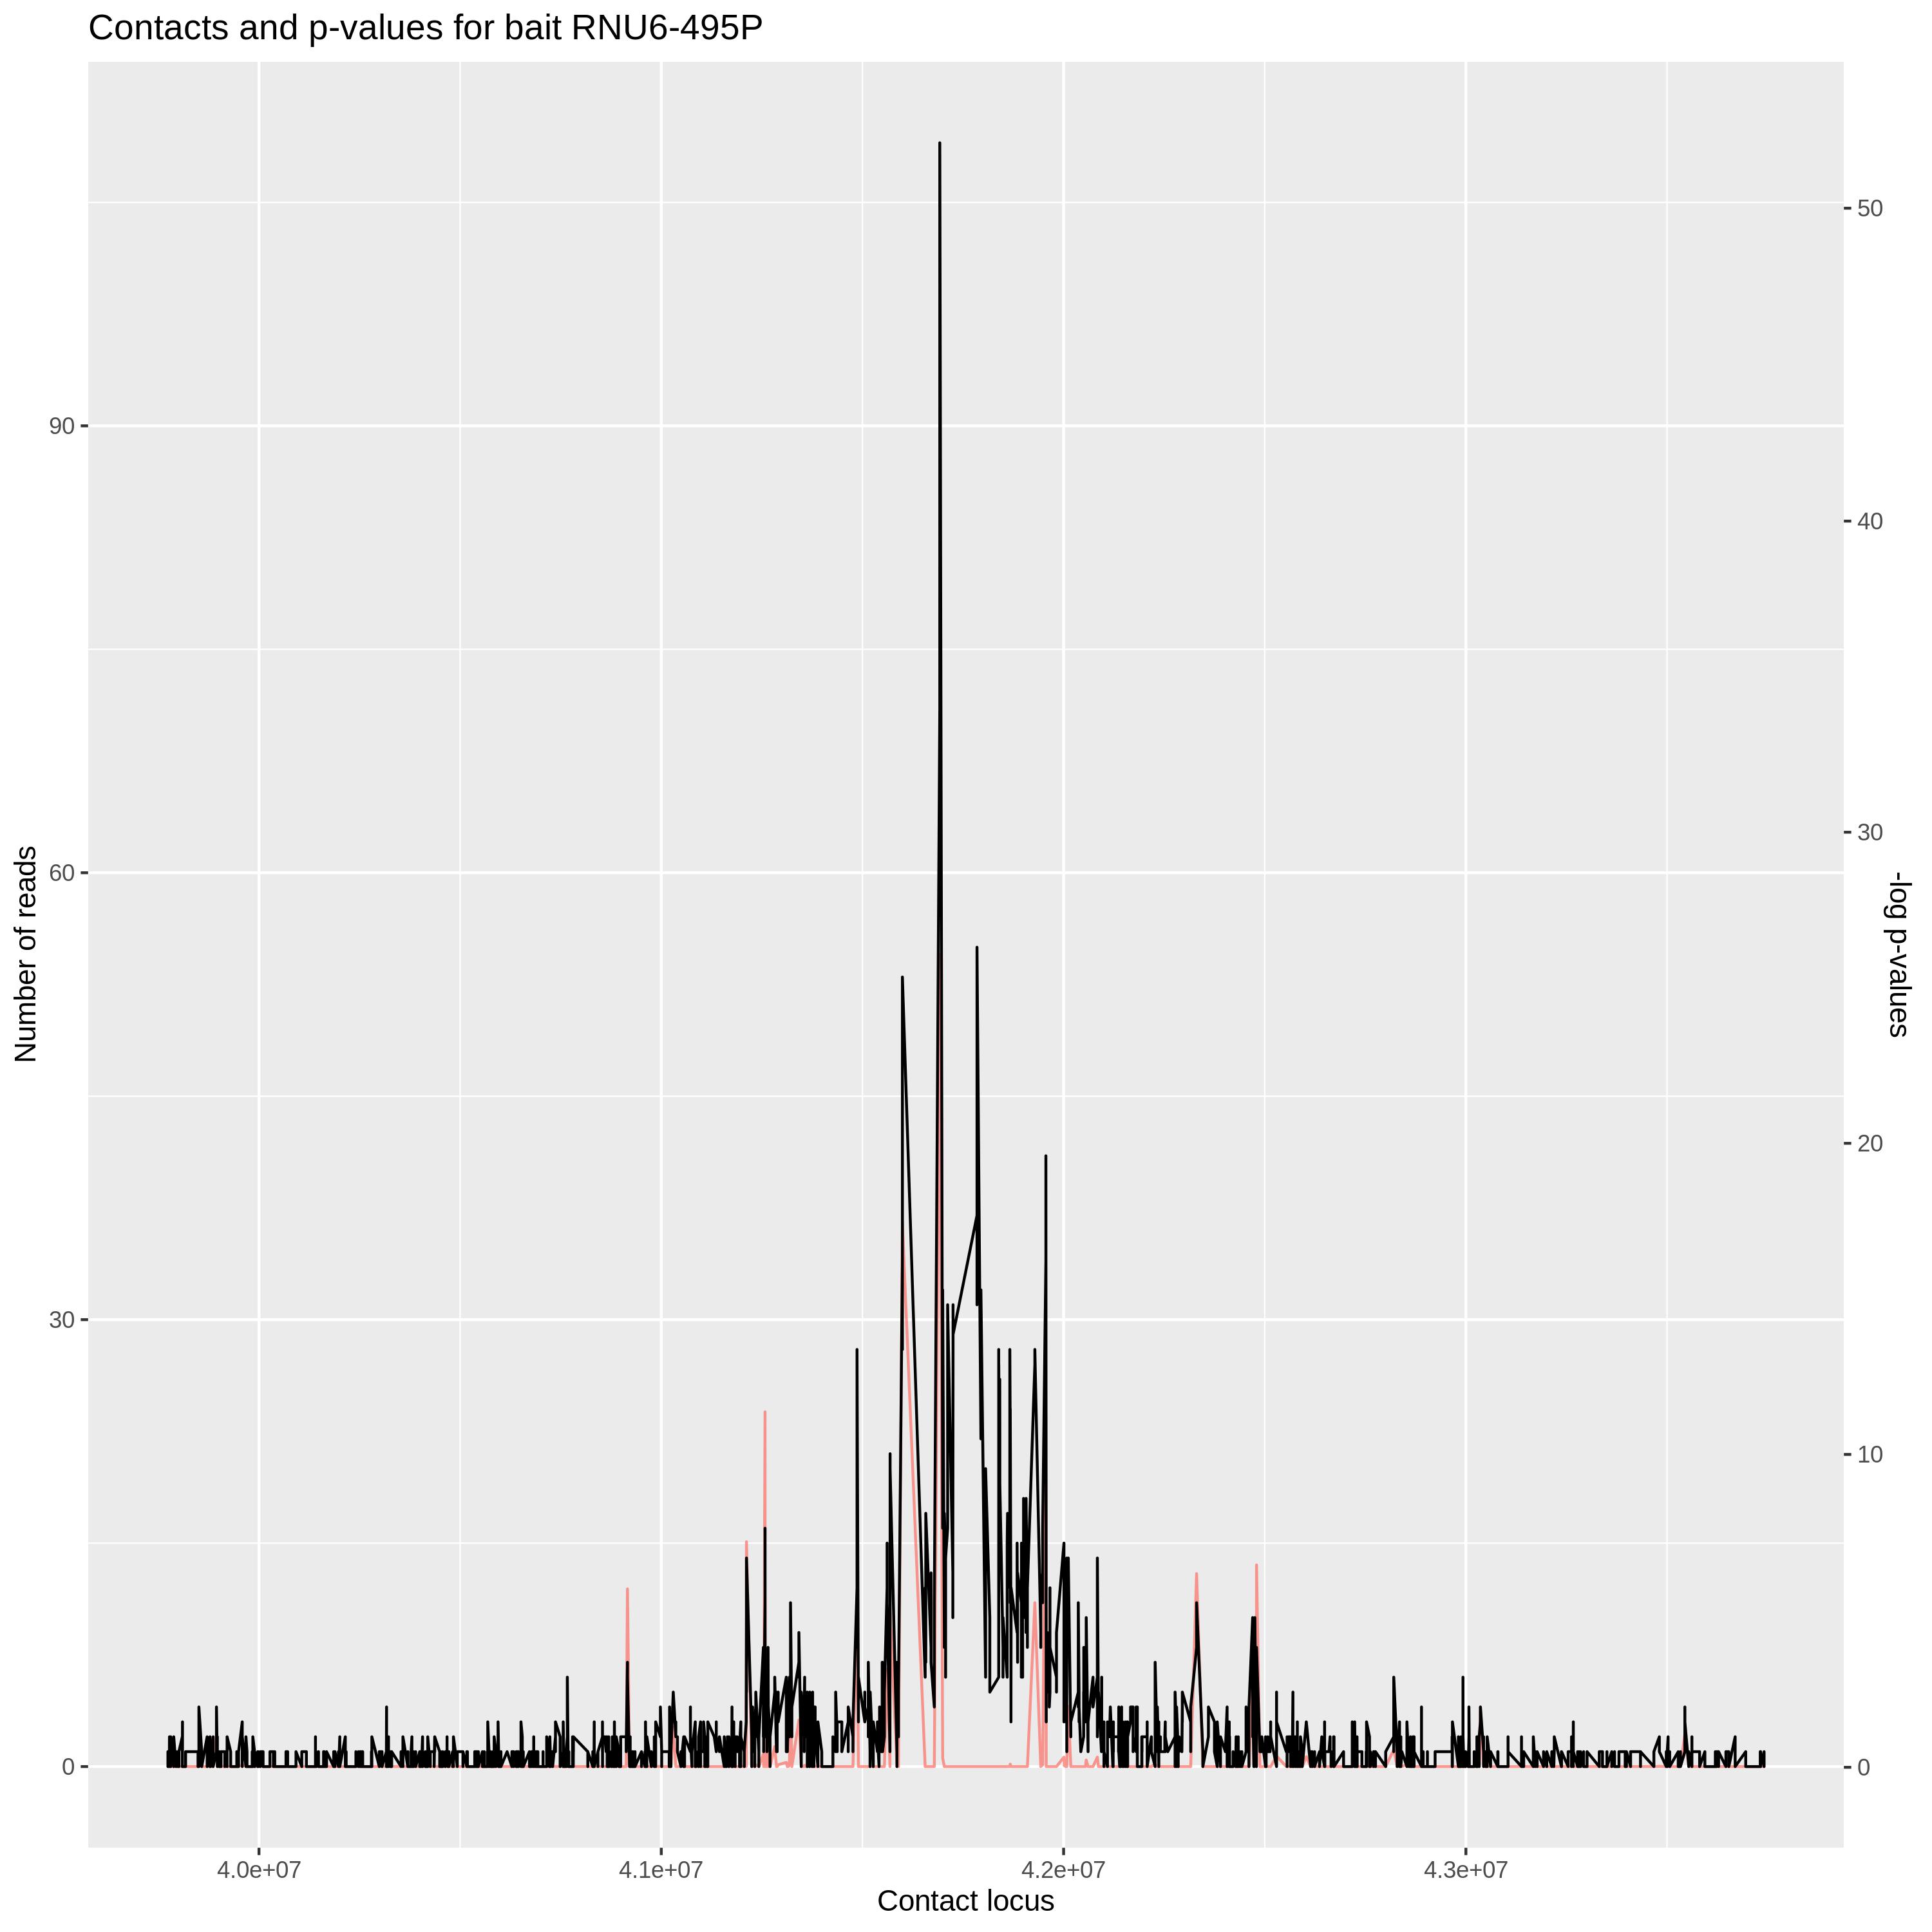 Contacts and p-values for bait RNU6-495P
Number of reads
90
60
30
0
50
40
30
20
10
0
-log p-values
4.0e+07
4.1e+07
4.2e+07
4.3e+07
Contact locus